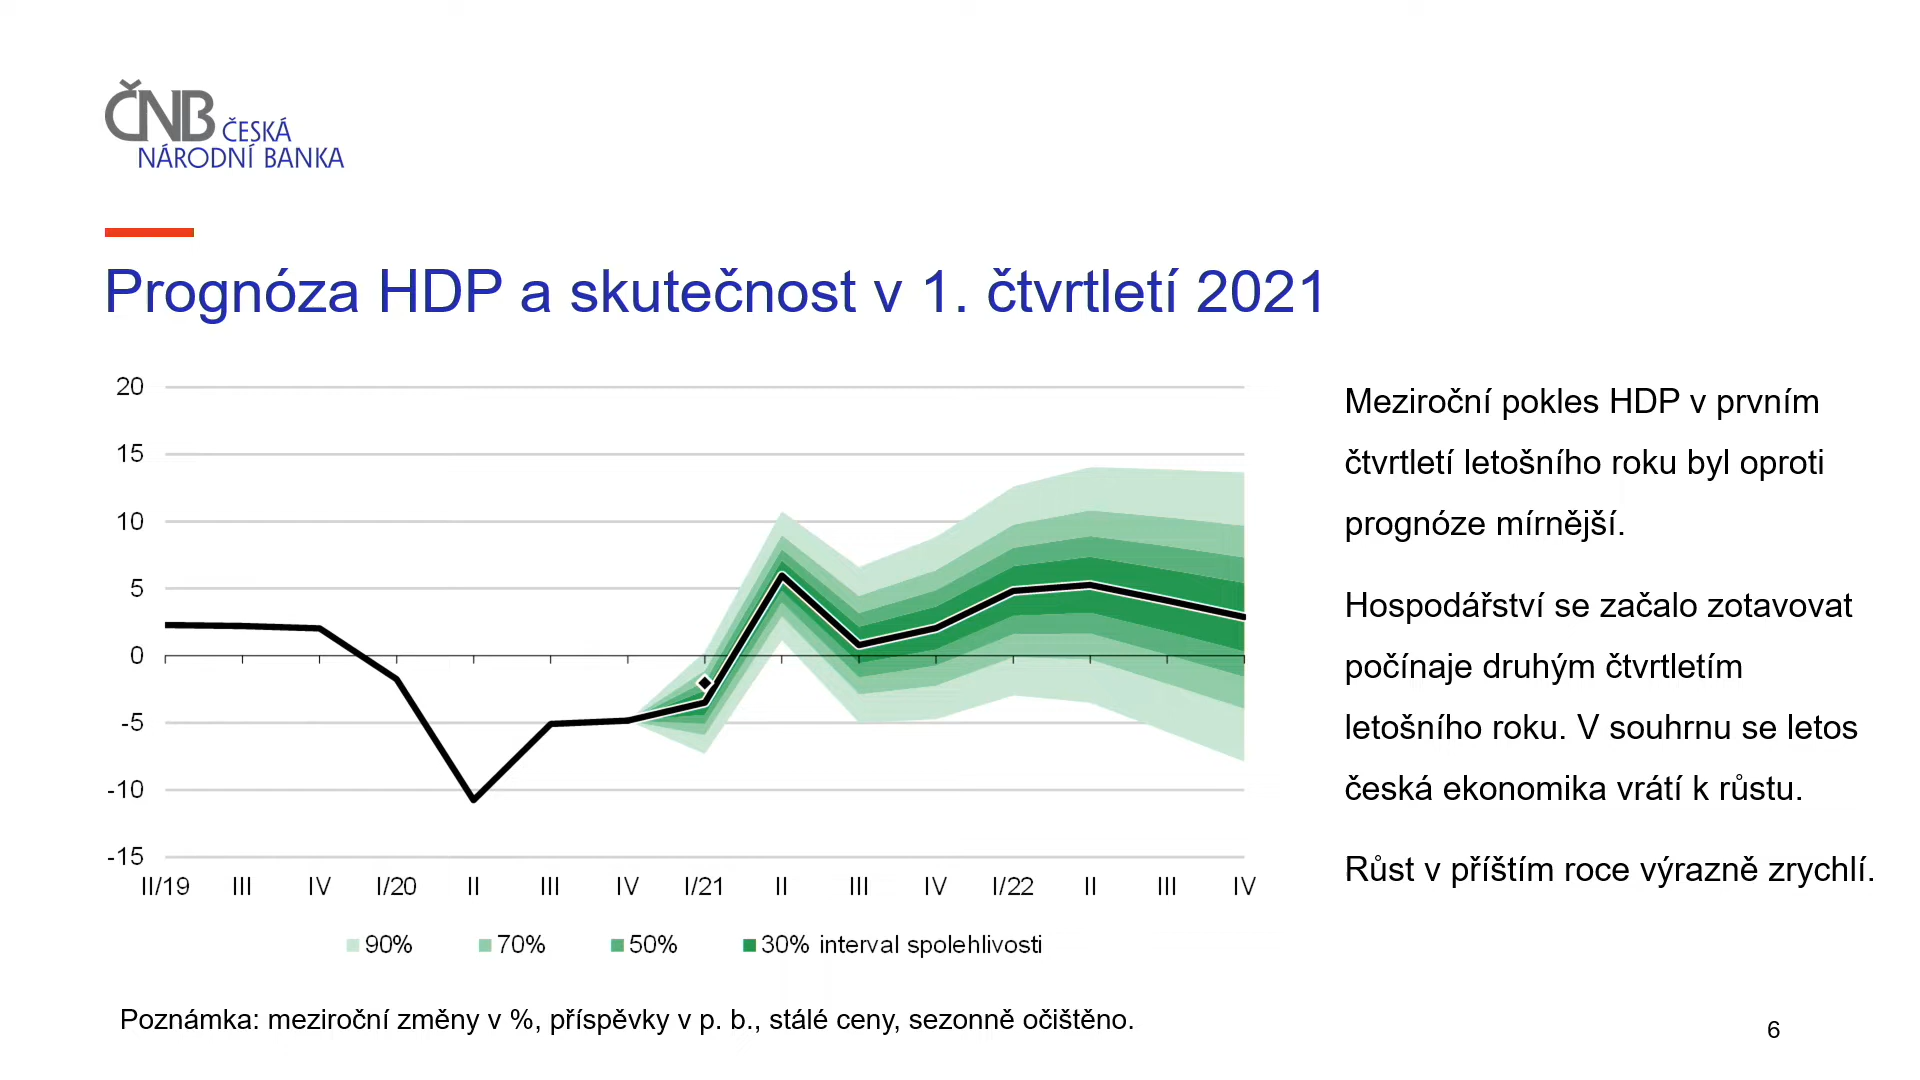 ČNB ČESKÁ
NÁRODNÍ BANKA
Prognóza HDP a skutečnost v 1. čtvrtletí 2021
20
15
10
5
0
-5
-10
-15
II/19 III IV I/20 II III IV I/21 II III IV I/22 II III IV
90% 70% 50% 30% interval spolehlivosti
Meziroční pokles HDP v prvním
čtvrtletí letošního roku byl oproti
prognóze mírnější.
Hospodářství se začalo zotavovat
počínaje druhým čtvrtletím
letošního roku. V souhrnu se letos
česká ekonomika vrátí k růstu.
Růst v příštím roce výrazně zrychlí.
Poznámka: meziroční změny v %, příspěvky v p. b., stálé ceny, sezonně očištěno.
6